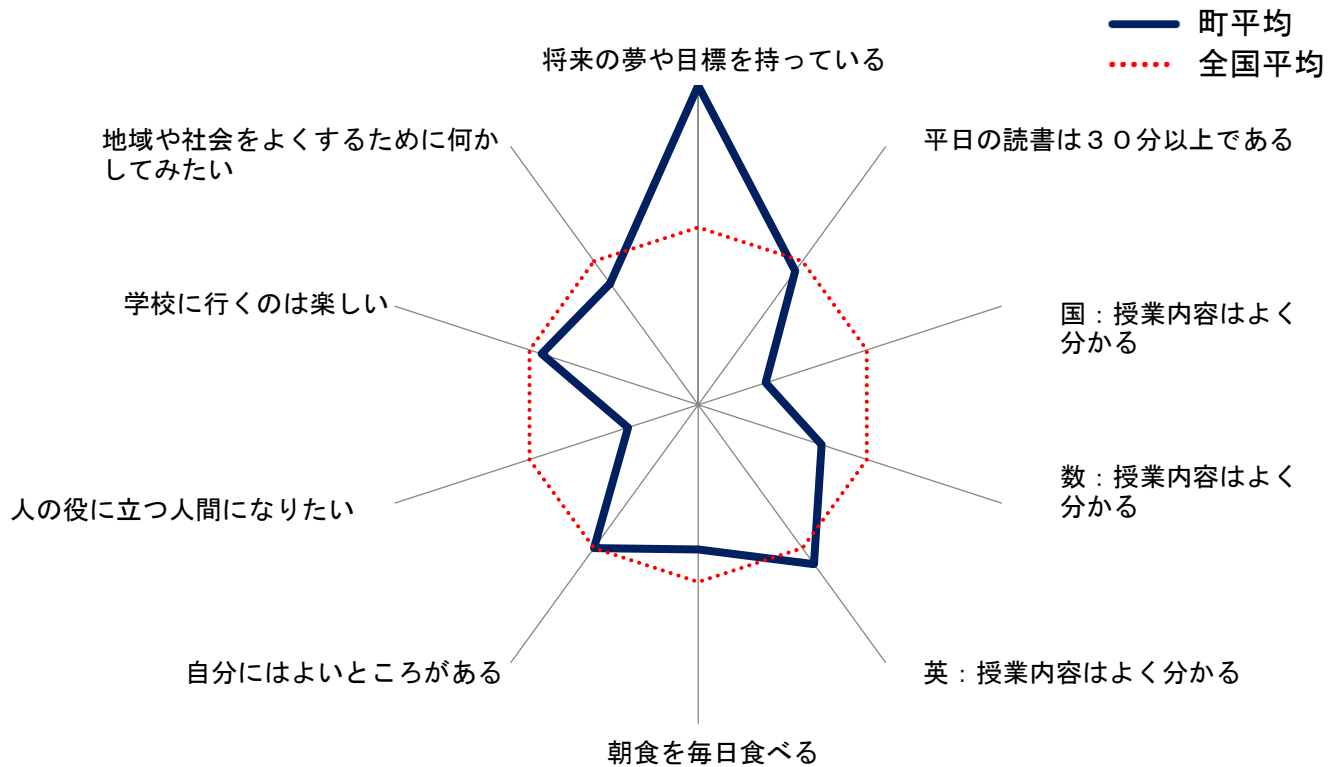 町平均
全国平均
将来の夢や目標を持っている
平日の読書は３０分以上である
国：授業内容はよく
分かる
数：授業内容はよく
分かる
英：授業内容はよく分かる
朝食を毎日食べる
自分にはよいところがある
人の役に立つ人間になりたい
学校に行くのは楽しい
地域や社会をよくするために何か
してみたい